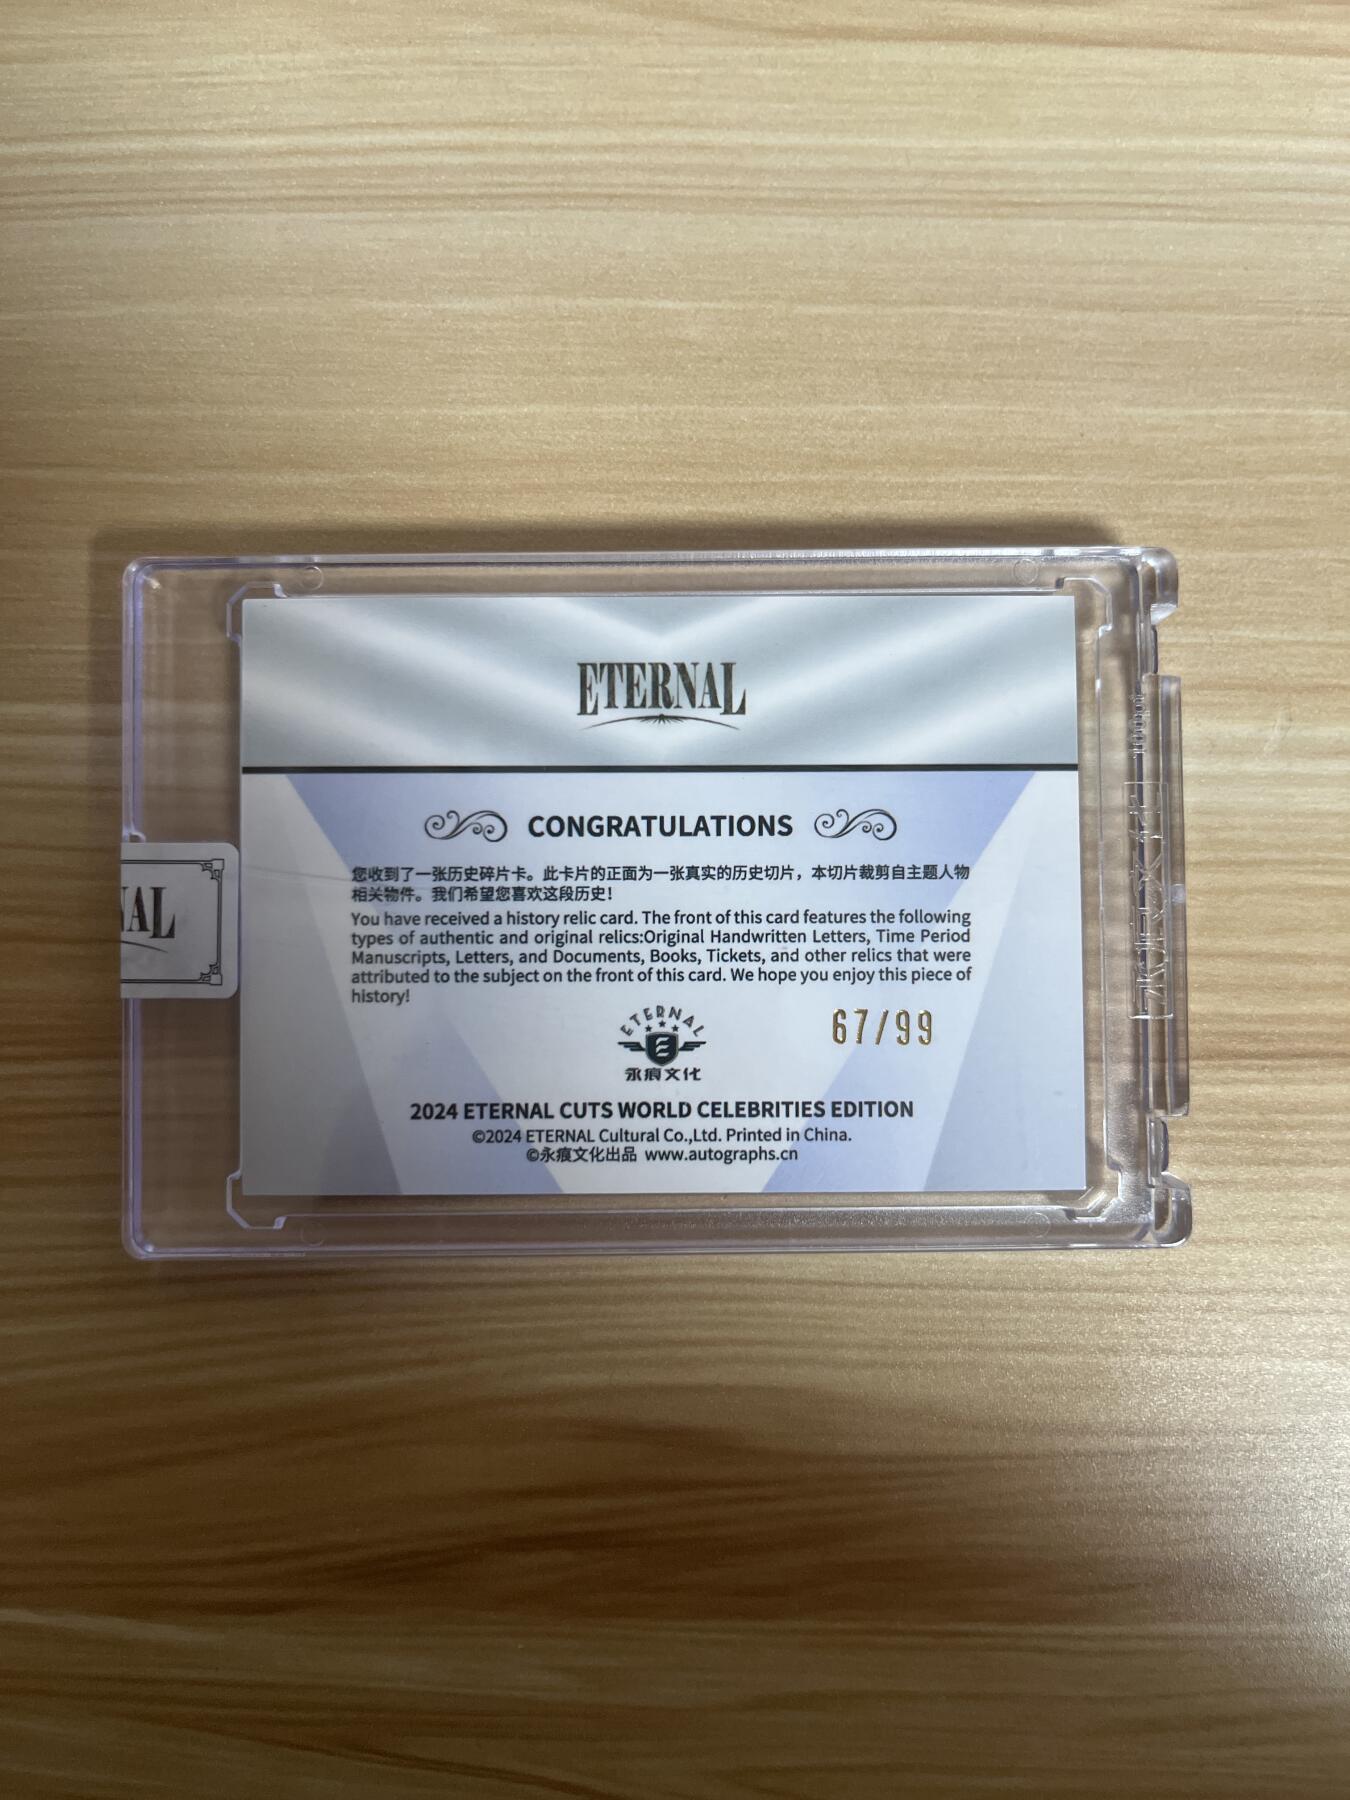 ETERNAL
CONGRATULATIONS
您收到了一张历史碎片卡。此卡片的正面为一张真实的历史切片，本切片裁剪自主题人物
相关物件。我们希望您喜欢这段历史！
You have received a history relic card. The front of this card features the following
types of authentic and original relics:Original Handwritten Letters, Time Period
Manuscripts, Letters, and Documents, Books, Tickets, and other relics that were
attributed to the subject on the front of this card. We hope you enjoy this piece of
history!
67/99
ETERNAL
永痕文化
2024 ETERNAL CUTS WORLD CELEBRITIES EDITION
©2024 ETERNAL Cultural Co.,Ltd. Printed in China.
©永痕文化出品 www.autographs.cn
NAL